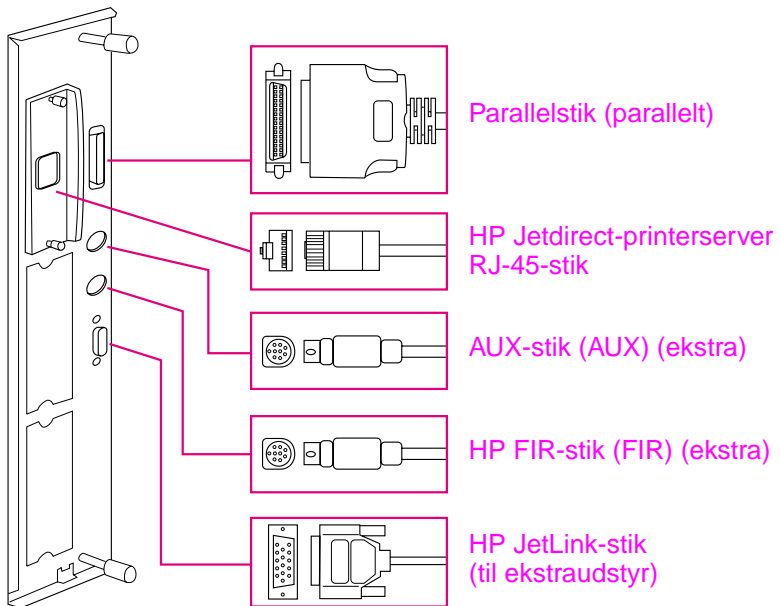 Parallelstik (parallelt)
HP Jetdirect-printerserver
RJ-45-stik
AUX-stik (AUX) (ekstra)
HP FIR-stik (FIR) (ekstra)
HP JetLink-stik
(til ekstraudstyr)